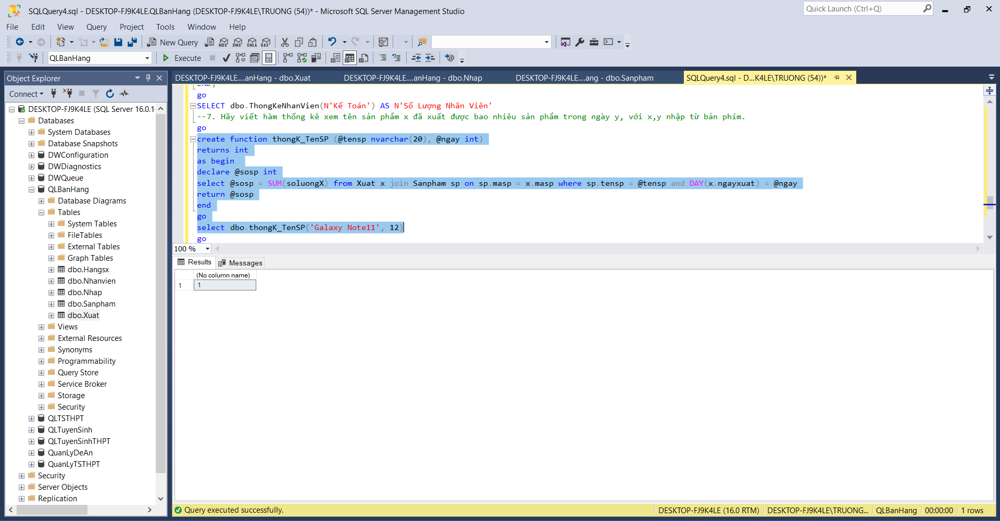 SQLQuery4.sql - DESKTOP-FJ9K4LE.QLBanHang (DESKTOP-FJ9K4LE\TRUONG (54))* - Microsoft SQL Server Management Studio
Quick Launch (Ctrl+Q)
File Edit View Query Project Tools Window Help
New Query MDX DMX XMLA DAX
QLBanHang Execute
Object Explorer
Connect
DESKTOP-FJ9K4LE (SQL Server 16.0.1
Databases
System Databases
Database Snapshots
DWConfiguration
DWDiagnostics
DWQueue
QLBanHang
Database Diagrams
Tables
System Tables
FileTables
External Tables
Graph Tables
dbo.Hangsx
dbo.Nhanvien
dbo.Nhap
dbo.Sanpham
dbo.Xuat
Views
External Resources
Synonyms
Programmability
Query Store
Service Broker
Storage
Security
QLTSTHPT
QLTuyenSinh
QLTuyenSinhTHPT
QuanLyDeAn
QuanLyTSTHPT
Security
Server Objects
Replication
DESKTOP-FJ9K4LE....anHang - dbo.Xuat
DESKTOP-FJ9K4LE....anHang - dbo.Nhap
DESKTOP-FJ9K4LE....ang - dbo.Sanpham
SQLQuery4.sql - D...K4LE\TRUONG (54))*
END;
go
SELECT dbo.ThongKeNhanVien(N'Kế Toán') AS N'Số Lượng Nhân Viên'
--7. Hãy viết hàm thống kê xem tên sản phẩm x đã xuất được bao nhiêu sản phẩm trong ngày y, với x,y nhập từ bản phím.
go
create function thongK_TenSP (@tensp nvarchar(20), @ngay int)
returns int
as begin
declare @sosp int
select @sosp = SUM(soluongX) from Xuat x join Sanpham sp on sp.masp = x.masp where sp.tensp = @tensp and DAY(x.ngayxuat) = @ngay
return @sosp
end
go
select dbo.thongK_TenSP('Galaxy Note11', 12)
go
100 %
Results Messages
(No column name)
1 1
Query executed successfully.
DESKTOP-FJ9K4LE (16.0 RTM) DESKTOP-FJ9K4LE\TRUONG... QLBanHang 00:00:00 1 rows